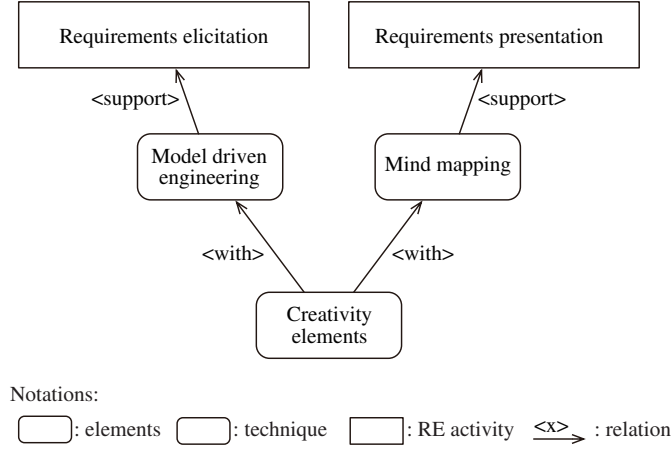 Requirements elicitation
Requirements presentation
<support>
<support>
Model driven
engineering
Mind mapping
<with>
<with>
Creativity
elements
Notations:
: elements
: technique
: RE activity
<x>
: relation